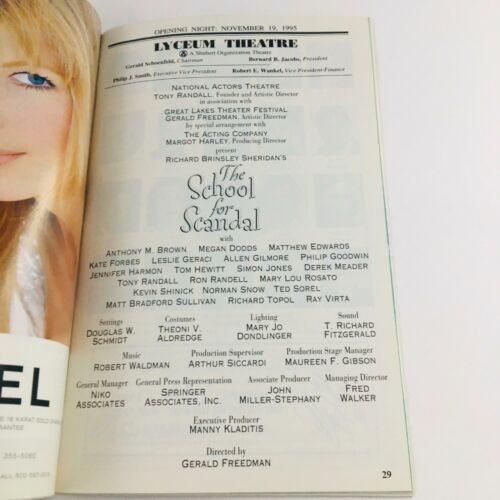 OPENING NIGHT: NOVEMBER 19, 1995
LYCEUM THEATRE
A Shubert Organization Theatre
Gerald Schoenfeld, Chairman Bernard B. Jacobs, President
Philip J. Smith, Executive Vice President Robert E. Wankel, Vice President-Finance
NATIONAL ACTORS THEATRE
TONY RANDALL, Founder and Artistic Director
in association with
GREAT LAKES THEATER FESTIVAL
GERALD FREEDMAN, Artistic Director
by special arrangement with
THE ACTING COMPANY
MARGOT HARLEY, Producing Director
present
RICHARD BRINSLEY SHERIDAN'S
The
School
for
Scandal
with
ANTHONY M. BROWN MEGAN DODDS MATTHEW EDWARDS
KATE FORBES LESLIE GERACI ALLEN GILMORE PHILIP GOODWIN
JENNIFER HARMON TOM HEWITT SIMON JONES DEREK MEADER
TONY RANDALL RON RANDELL MARY LOU ROSATO
KEVIN SHINICK NORMAN SNOW TED SOREL
MATT BRADFORD SULLIVAN RICHARD TOPOL RAY VIRTA
Settings Costumes Lighting Sound
DOUGLAS W. THEONI V. MARY JO T. RICHARD
SCHMIDT ALDREDGE DONDLINGER FITZGERALD
Music Production Supervisor Production Stage Manager
ROBERT WALDMAN ARTHUR SICCARDI MAUREEN F. GIBSON
General Manager General Press Representation Associate Producer Managing Director
NIKO SPRINGER JOHN FRED
ASSOCIATES ASSOCIATES, INC. MILLER-STEPHANY WALKER
Executive Producer
MANNY KLADITIS
Directed by
GERALD FREEDMAN
29
EL
18 KARAT GOLD
355-5050
CALL 800-550-